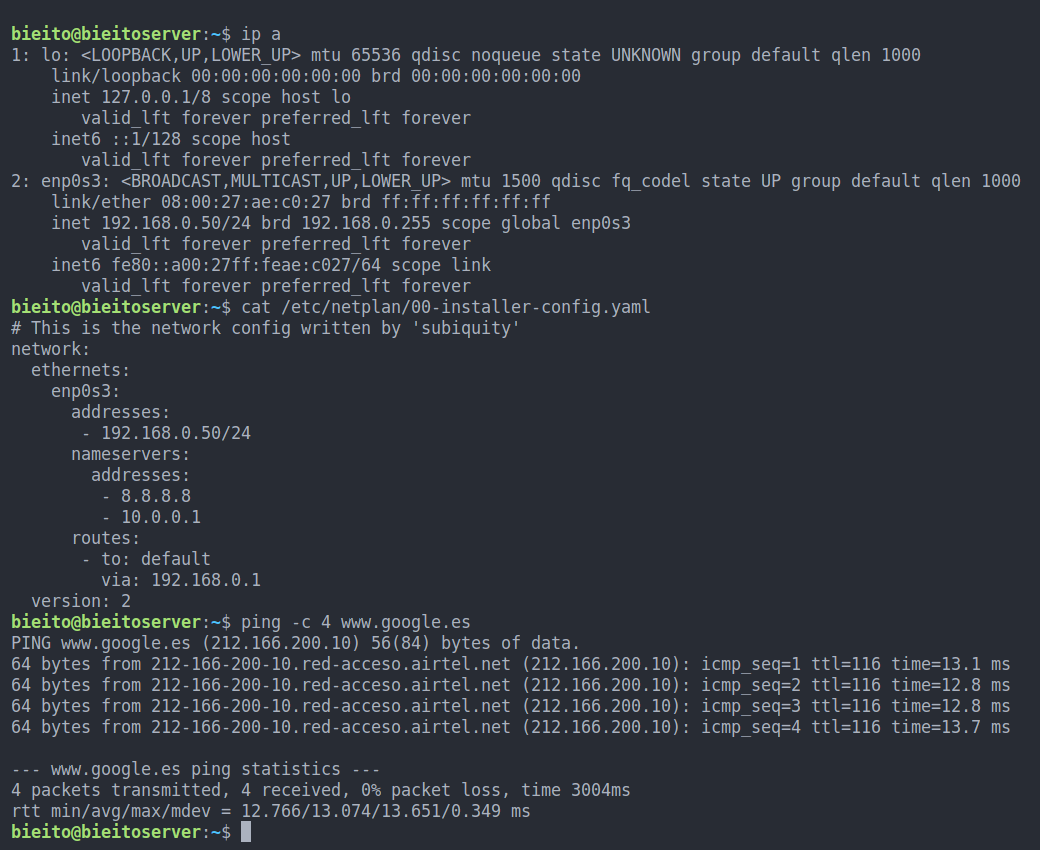 bieito@bieitoserver:~$ ip a
1: lo: <LOOPBACK,UP,LOWER_UP> mtu 65536 qdisc noqueue state UNKNOWN group default qlen 1000
    link/loopback 00:00:00:00:00:00 brd 00:00:00:00:00:00
    inet 127.0.0.1/8 scope host lo
       valid_lft forever preferred_lft forever
    inet6 ::1/128 scope host
       valid_lft forever preferred_lft forever
2: enp0s3: <BROADCAST,MULTICAST,UP,LOWER_UP> mtu 1500 qdisc fq_codel state UP group default qlen 1000
    link/ether 08:00:27:ae:c0:27 brd ff:ff:ff:ff:ff:ff
    inet 192.168.0.50/24 brd 192.168.0.255 scope global enp0s3
       valid_lft forever preferred_lft forever
    inet6 fe80::a00:27ff:feae:c027/64 scope link
       valid_lft forever preferred_lft forever
bieito@bieitoserver:~$ cat /etc/netplan/00-installer-config.yaml
# This is the network config written by 'subiquity'
network:
  ethernets:
    enp0s3:
      addresses:
       - 192.168.0.50/24
      nameservers:
        addresses:
         - 8.8.8.8
         - 10.0.0.1
      routes:
       - to: default
         via: 192.168.0.1
  version: 2
bieito@bieitoserver:~$ ping -c 4 www.google.es
PING www.google.es (212.166.200.10) 56(84) bytes of data.
64 bytes from 212-166-200-10.red-acceso.airtel.net (212.166.200.10): icmp_seq=1 ttl=116 time=13.1 ms
64 bytes from 212-166-200-10.red-acceso.airtel.net (212.166.200.10): icmp_seq=2 ttl=116 time=12.8 ms
64 bytes from 212-166-200-10.red-acceso.airtel.net (212.166.200.10): icmp_seq=3 ttl=116 time=12.8 ms
64 bytes from 212-166-200-10.red-acceso.airtel.net (212.166.200.10): icmp_seq=4 ttl=116 time=13.7 ms

--- www.google.es ping statistics ---
4 packets transmitted, 4 received, 0% packet loss, time 3004ms
rtt min/avg/max/mdev = 12.766/13.074/13.651/0.349 ms
bieito@bieitoserver:~$